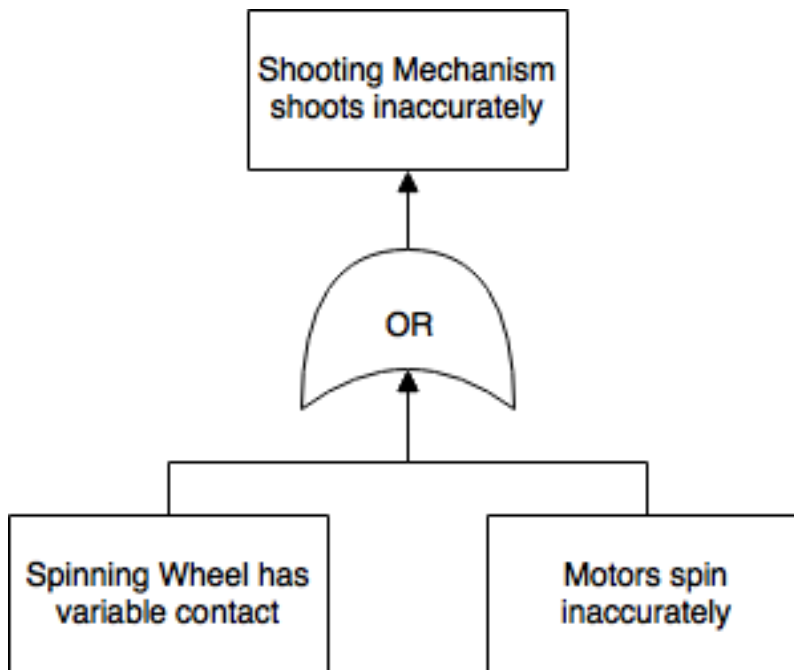 Shooting Mechanism
shoots inaccurately
OR
Spinning Wheel has
variable contact
Motors spin
inaccurately